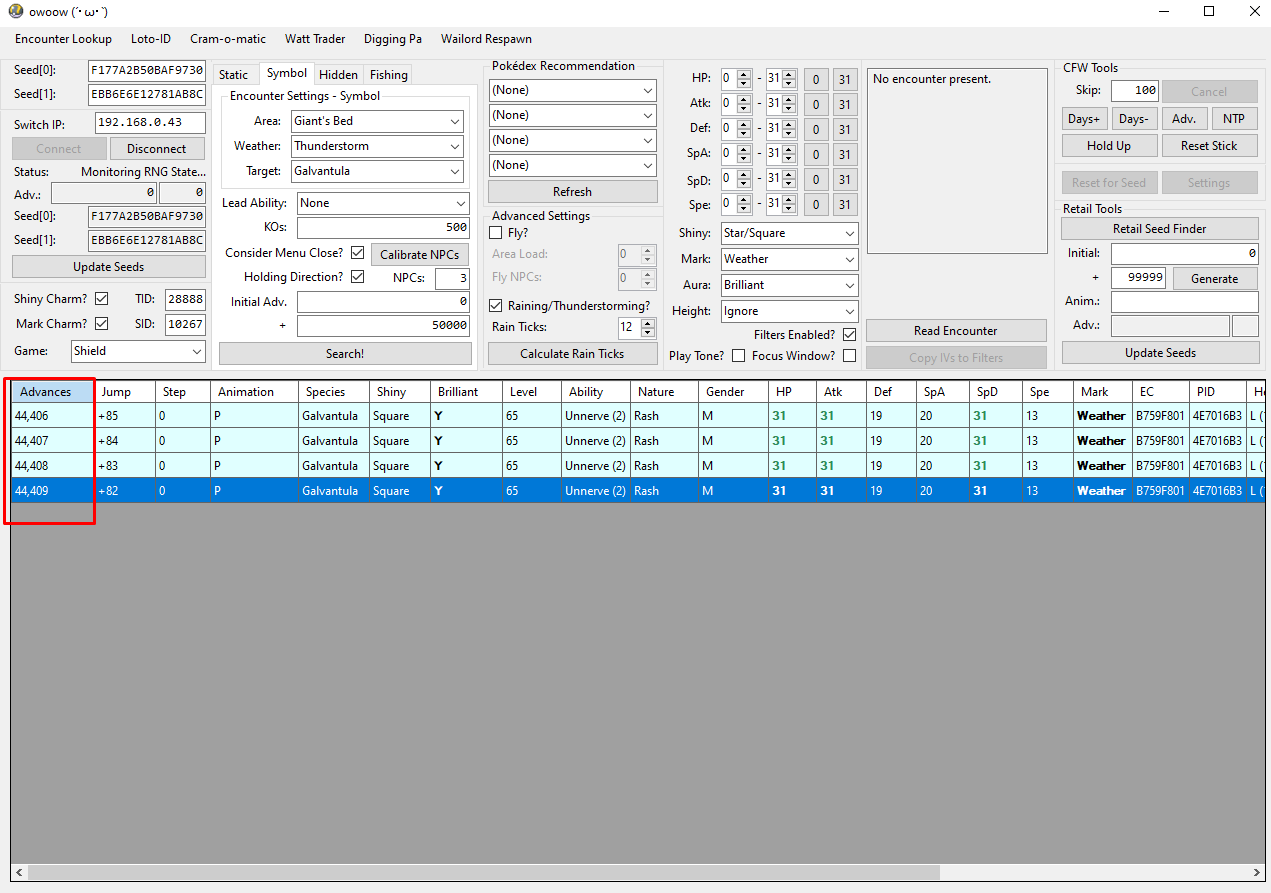 owoow (´･ω･`)
Encounter Lookup Loto-ID Cram-o-matic Watt Trader Digging Pa Wailord Respawn
Seed[0]: F177A2B50BAF9730
Seed[1]: EBB6E6E12781AB8C
Switch IP: 192.168.0.43
Connect Disconnect
Status: Monitoring RNG State...
Adv.: 0 0
Seed[0]: F177A2B50BAF9730
Seed[1]: EBB6E6E12781AB8C
Update Seeds
Shiny Charm? TID: 28888
Mark Charm? SID: 10267
Game: Shield
Static Symbol Hidden Fishing
Encounter Settings - Symbol
Area: Giant's Bed
Weather: Thunderstorm
Target: Galvantula
Lead Ability: None
KOs: 500
Consider Menu Close? Calibrate NPCs
Holding Direction? NPCs: 3
Initial Adv. 0
+ 50000
Search!
Pokédex Recommendation
(None)
(None)
(None)
(None)
Refresh
Advanced Settings
Fly?
Area Load: 0
Fly NPCs: 0
Raining/Thunderstorming?
Rain Ticks: 12
Calculate Rain Ticks
HP: 0 - 31 0 31
Atk: 0 - 31 0 31
Def: 0 - 31 0 31
SpA: 0 - 31 0 31
SpD: 0 - 31 0 31
Spe: 0 - 31 0 31
Shiny: Star/Square
Mark: Weather
Aura: Brilliant
Height: Ignore
Filters Enabled?
Play Tone? Focus Window?
No encounter present.
Read Encounter
Copy IVs to Filters
CFW Tools
Skip: 100 Cancel
Days+ Days- Adv. NTP
Hold Up Reset Stick
Reset for Seed Settings
Retail Tools
Retail Seed Finder
Initial: 0
+ 99999 Generate
Anim.:
Adv.:
Update Seeds
Advances Jump Step Animation Species Shiny Brilliant Level Ability Nature Gender HP Atk Def SpA SpD Spe Mark EC PID He
44,406 +85 0 P Galvantula Square Y 65 Unnerve (2) Rash M 31 31 19 20 31 13 Weather B759F801 4E7016B3 L (
44,407 +84 0 P Galvantula Square Y 65 Unnerve (2) Rash M 31 31 19 20 31 13 Weather B759F801 4E7016B3 L (
44,408 +83 0 P Galvantula Square Y 65 Unnerve (2) Rash M 31 31 19 20 31 13 Weather B759F801 4E7016B3 L (
44,409 +82 0 P Galvantula Square Y 65 Unnerve (2) Rash M 31 31 19 20 31 13 Weather B759F801 4E7016B3 L (